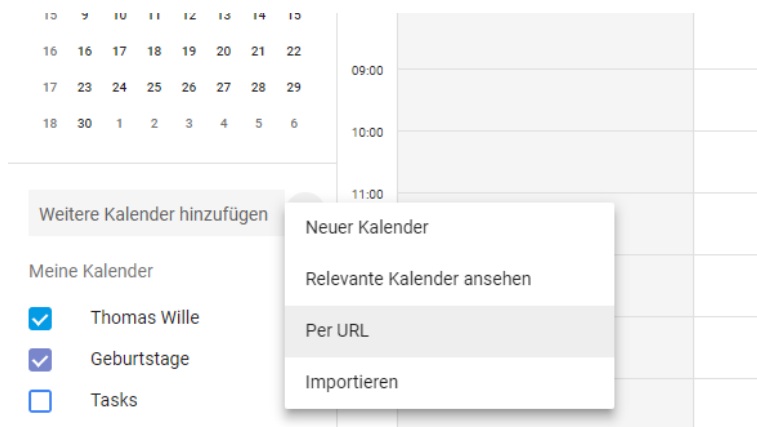 15 9 10 11 12 13 14 15
16 16 17 18 19 20 21 22
17 23 24 25 26 27 28 29
18 30 1 2 3 4 5 6
09:00
10:00
11:00
Weitere Kalender hinzufügen
Neuer Kalender
Relevante Kalender ansehen
Per URL
Importieren
Meine Kalender
Thomas Wille
Geburtstage
Tasks